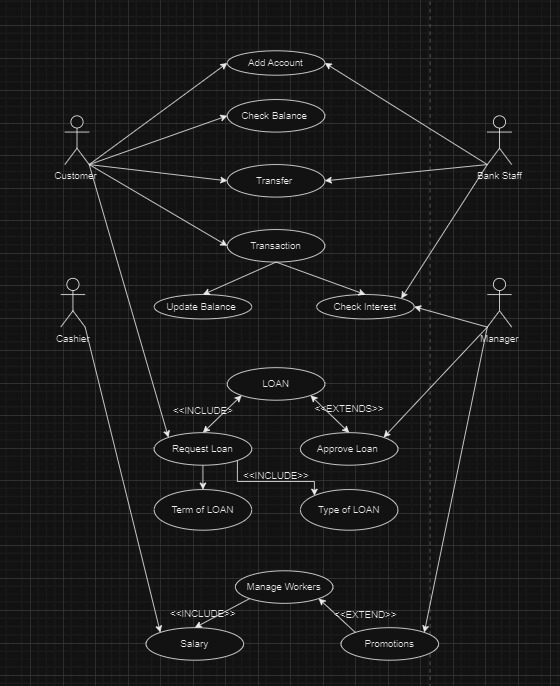 Add Account
Check Balance
Customer
Transfer
Bank Staff
Transaction
Update Balance
Check Interest
Cashier
Manager
LOAN
<<INCLUDE>
<<EXTENDS>>
Request Loan
Approve Loan
<<INCLUDE>>
Term of LOAN
Type of LOAN
Manage Workers
<<INCLUDE>>
<<EXTEND>>
Salary
Promotions